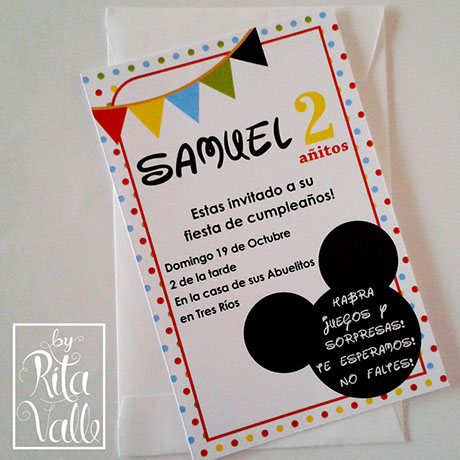 SAMUEL 2
añitos
Estas invitado a su
fiesta de cumpleaños!
Domingo 19 de Octubre
2 de la tarde
En la casa de sus Abuelitos
en Tres Ríos
HABRA
JUEGOS Y
SORPRESAS!
TE ESPERAMOS!
NO FALTES!
by
Rita
Valle